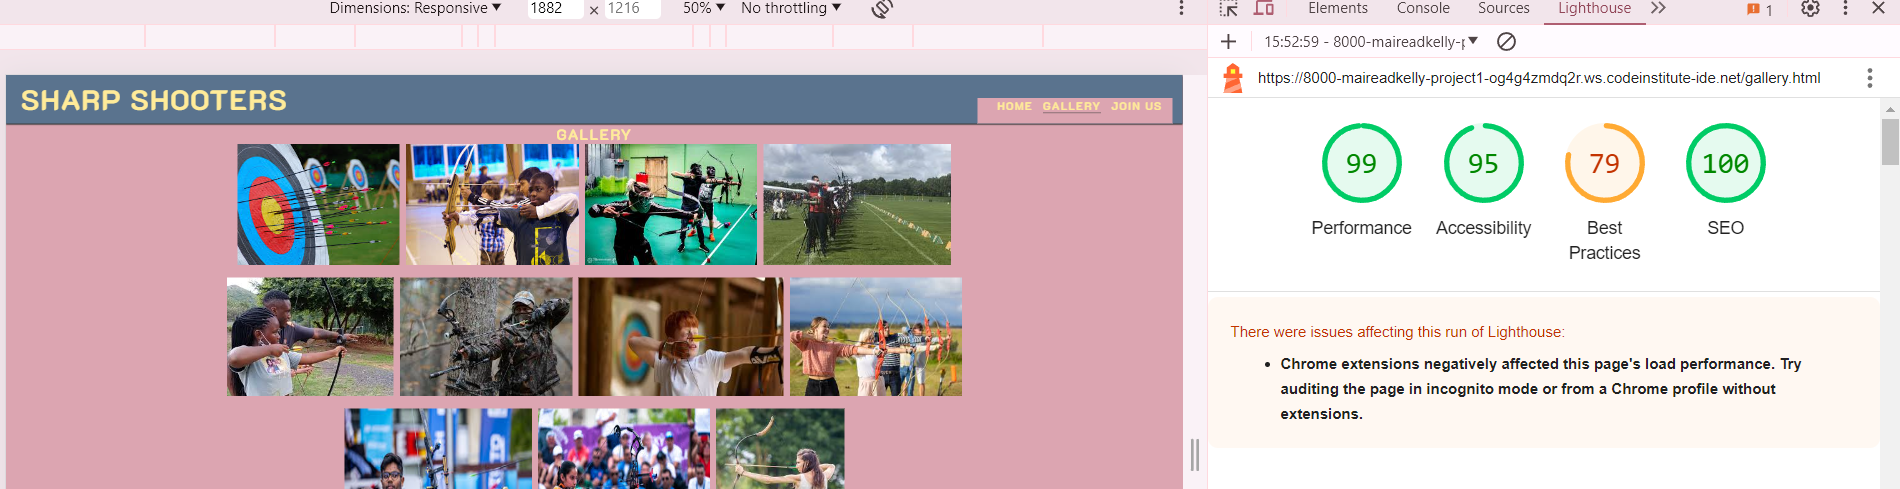 Dimensions: Responsive ▼ 1882 × 1216 50% ▼ No throttling ▼
SHARP SHOOTERS
HOME GALLERY JOIN US
GALLERY
Elements Console Sources Lighthouse 1
15:52:59 - 8000-maireadkelly-
https://8000-maireadkelly-project1-og4g4zmdq2r.ws.codeinstitute-ide.net/gallery.html
99 95 79 100
Performance Accessibility Best Practices SEO
There were issues affecting this run of Lighthouse:
• Chrome extensions negatively affected this page's load performance. Try
auditing the page in incognito mode or from a Chrome profile without
extensions.